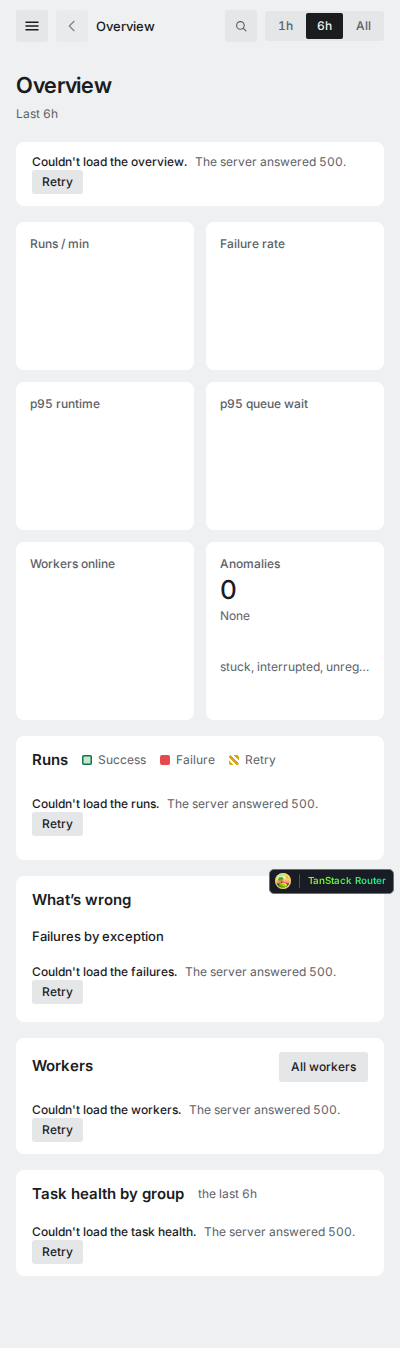 Overview
1h 6h All
Overview
Last 6h
Couldn't load the overview. The server answered 500.
Retry
Runs / min
Failure rate
p95 runtime
p95 queue wait
Workers online
Anomalies
0
None
stuck, interrupted, unreg...
Runs Success Failure Retry
Couldn't load the runs. The server answered 500.
Retry
TanStack Router
What’s wrong
Failures by exception
Couldn't load the failures. The server answered 500.
Retry
Workers
All workers
Couldn't load the workers. The server answered 500.
Retry
Task health by group the last 6h
Couldn't load the task health. The server answered 500.
Retry